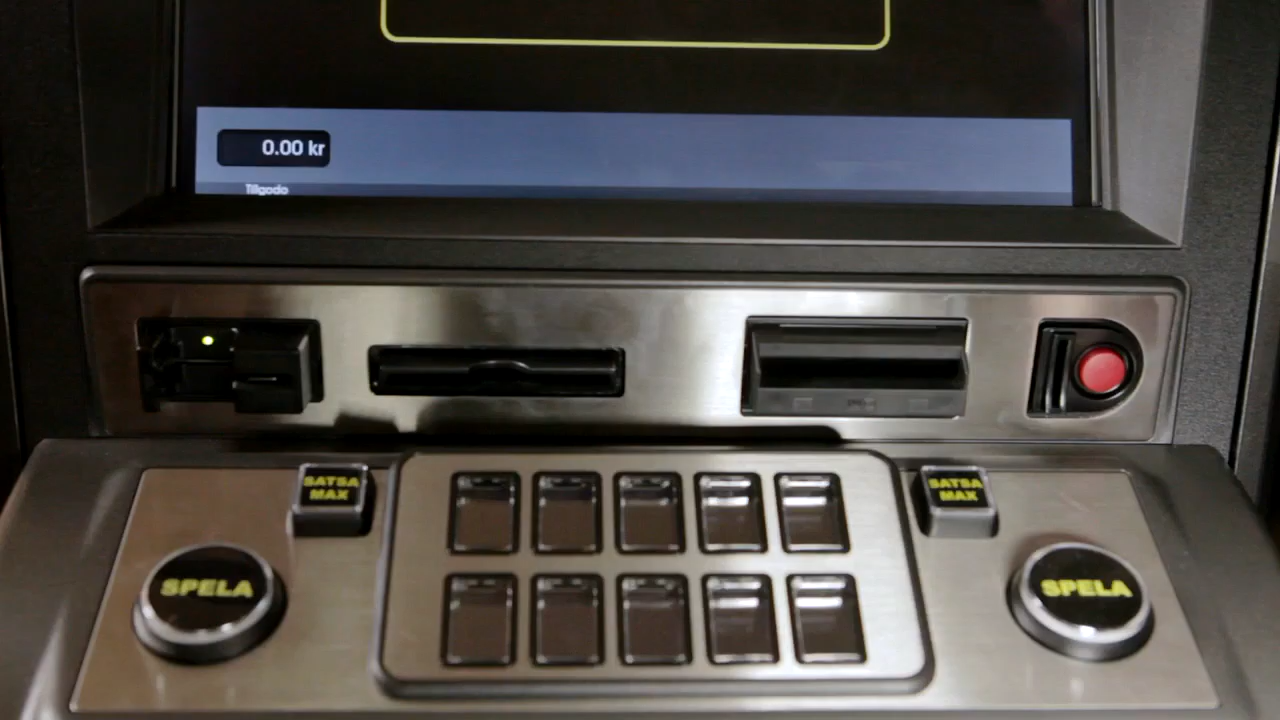 0.00 kr
Tillgodo
SATSA
MAX
SATSA
MAX
SPELA
SPELA